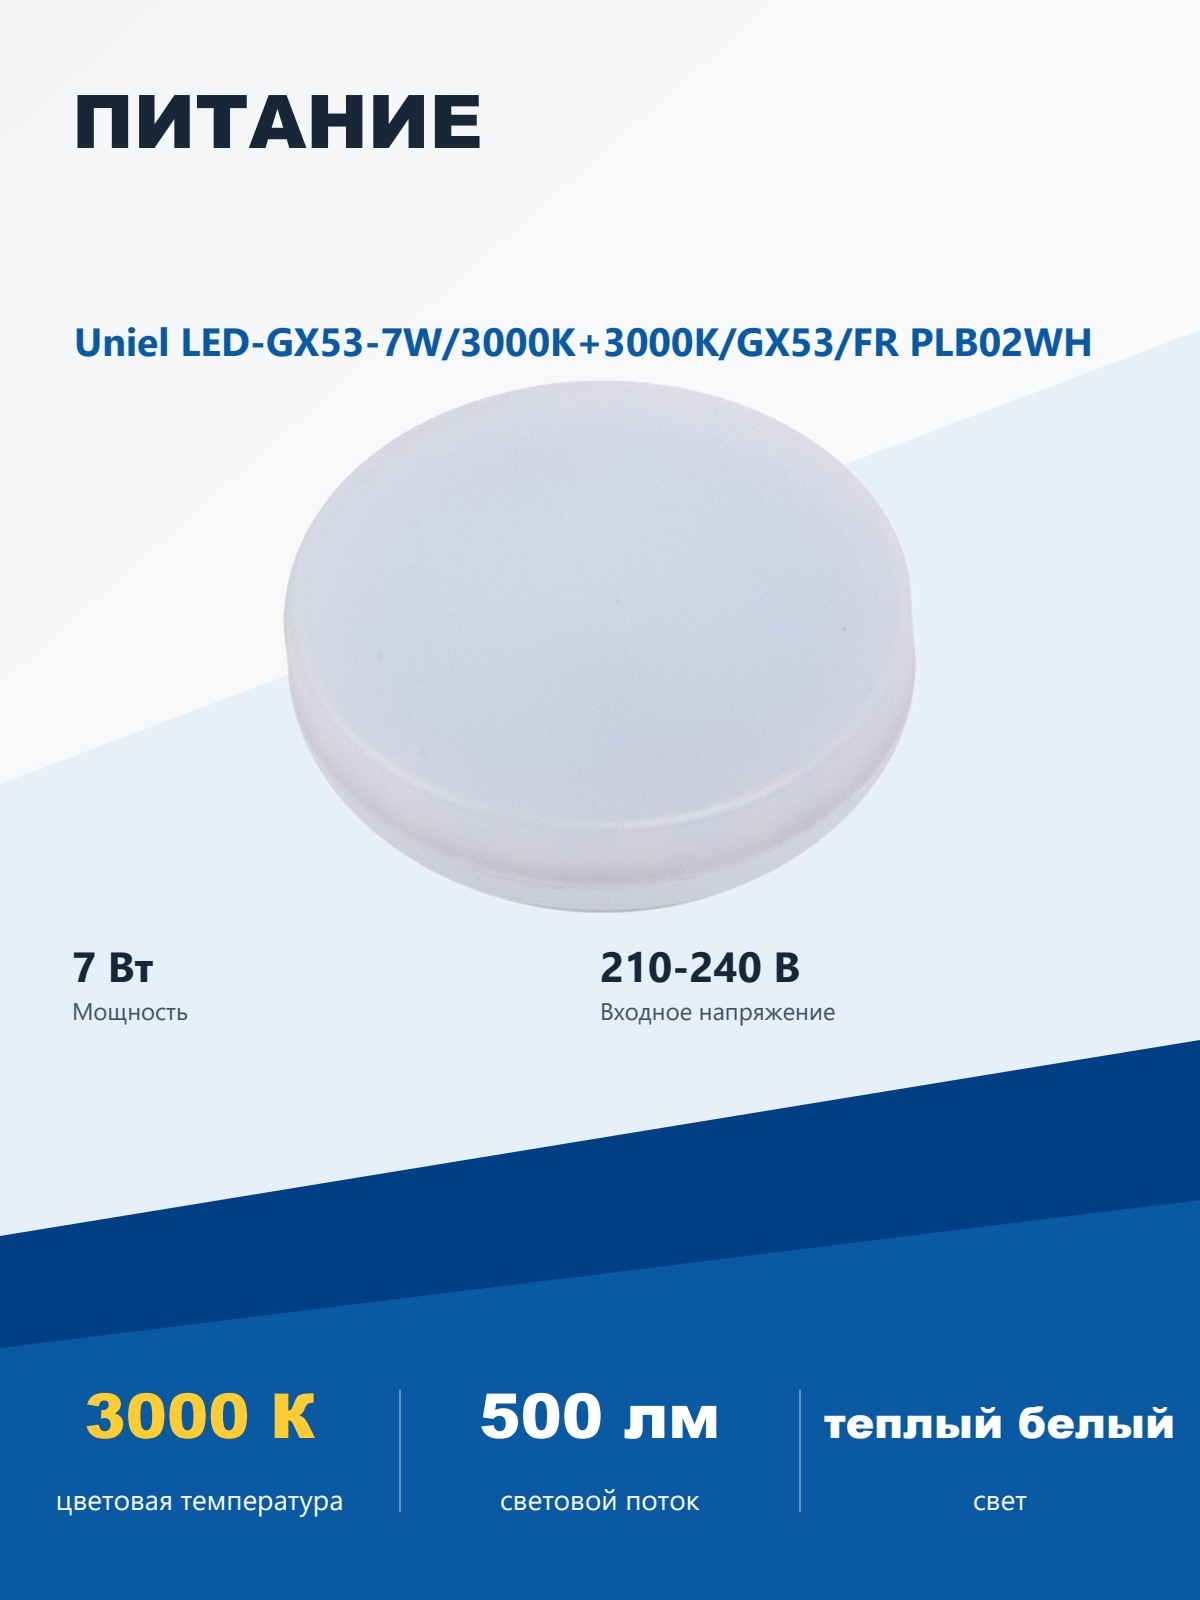 ПИТАНИЕ
Uniel LED-GX53-7W/3000K+3000K/GX53/FR PLB02WH
7 Вт
210-240 В
Мощность
Входное напряжение
3000 К
500 лм
теплый белый
цветовая температура
световой поток
свет